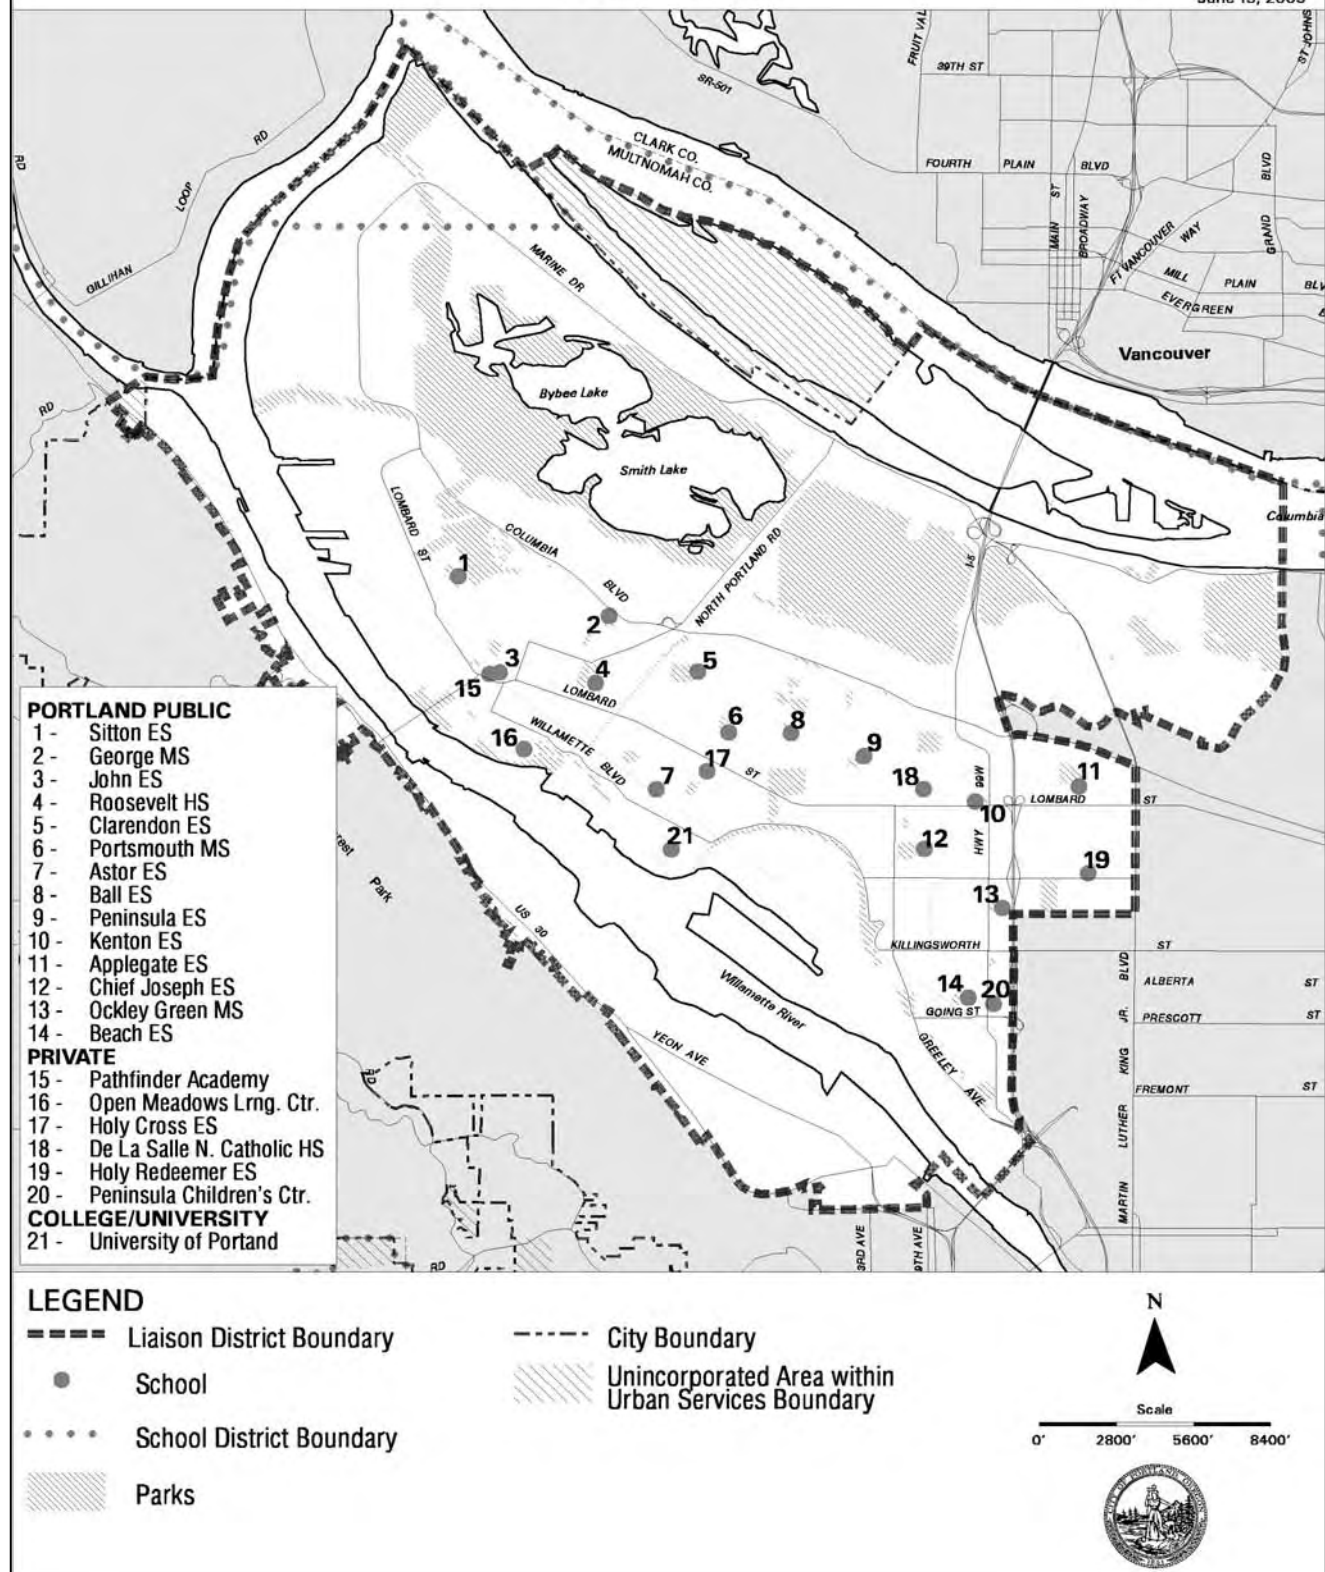 FRUIT VAL
ST JOHNS
39TH ST
SR-501
CLARK CO.
MULTNOMAH CO.
FOURTH PLAIN BLVD
RD
RD
LOOP
GILLIHAN
MAIN ST
BROADWAY
GRAND BLVD
FT VANCOUVER WAY
MILL PLAIN BLV
EVERGREEN
Vancouver
MARINE DR
RD
Bybee Lake
Smith Lake
Columbia
LOMBARD ST
COLUMBIA BLVD
NORTH PORTLAND RD
I-5
1
2
3
15
4
5
LOMBARD ST
WILLAMETTE BLVD
16
6
8
17
7
9
18
99W
HWY
10
11
LOMBARD ST
12
21
19
13
KILLINGSWORTH ST
14
20
GOING ST
GREELEY AVE
ALBERTA ST
PRESCOTT ST
FREMONT ST
MARTIN LUTHER KING JR. BLVD
Park
US 30
Willamette River
YEON AVE
RD
RD
3RD AVE
9TH AVE
PORTLAND PUBLIC
1 - Sitton ES
2 - George MS
3 - John ES
4 - Roosevelt HS
5 - Clarendon ES
6 - Portsmouth MS
7 - Astor ES
8 - Ball ES
9 - Peninsula ES
10 - Kenton ES
11 - Applegate ES
12 - Chief Joseph ES
13 - Ockley Green MS
14 - Beach ES
PRIVATE
15 - Pathfinder Academy
16 - Open Meadows Lrng. Ctr.
17 - Holy Cross ES
18 - De La Salle N. Catholic HS
19 - Holy Redeemer ES
20 - Peninsula Children's Ctr.
COLLEGE/UNIVERSITY
21 - University of Portand
LEGEND
Liaison District Boundary
School
School District Boundary
Parks
City Boundary
Unincorporated Area within
Urban Services Boundary
N
Scale
0' 2800' 5600' 8400'
CITY OF PORTLAND, OREGON
1851